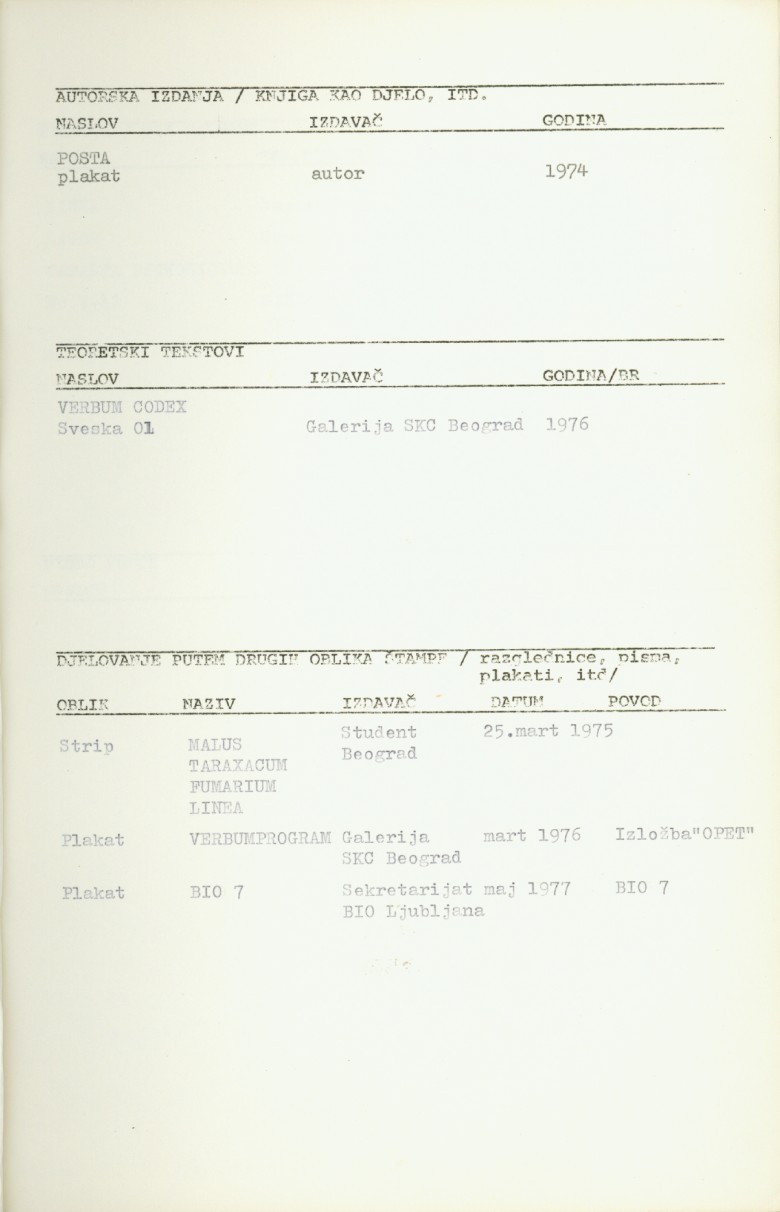 AUTORSKA IZDANJA / KNJIGA KAO DJELO, ITD.
NASLOV IZDAVAČ GODINA
POSTA
plakat autor 1974
TEORETSKI TEKSTOVI
NASLOV IZDAVAČ GODINA/BR
VERBUM CODEX
Sveska 01 Galerija SKC Beograd 1976
DJELOVANJE PUTEM DRUGIH OBLIKA ŠTAMPE / razglednice, pisma,
plakati, itd/
OBLIK NAZIV IZDAVAČ DATUM POVOD
Strip MALUS Student 25.mart 1975
TARAXACUM Beograd
FUMARIUM
LINEA
Plakat VERBUMPROGRAM Galerija mart 1976 Izložba"OPET"
SKC Beograd
Plakat BIO 7 Sekretarijat maj 1977 BIO 7
BIO Ljubljana